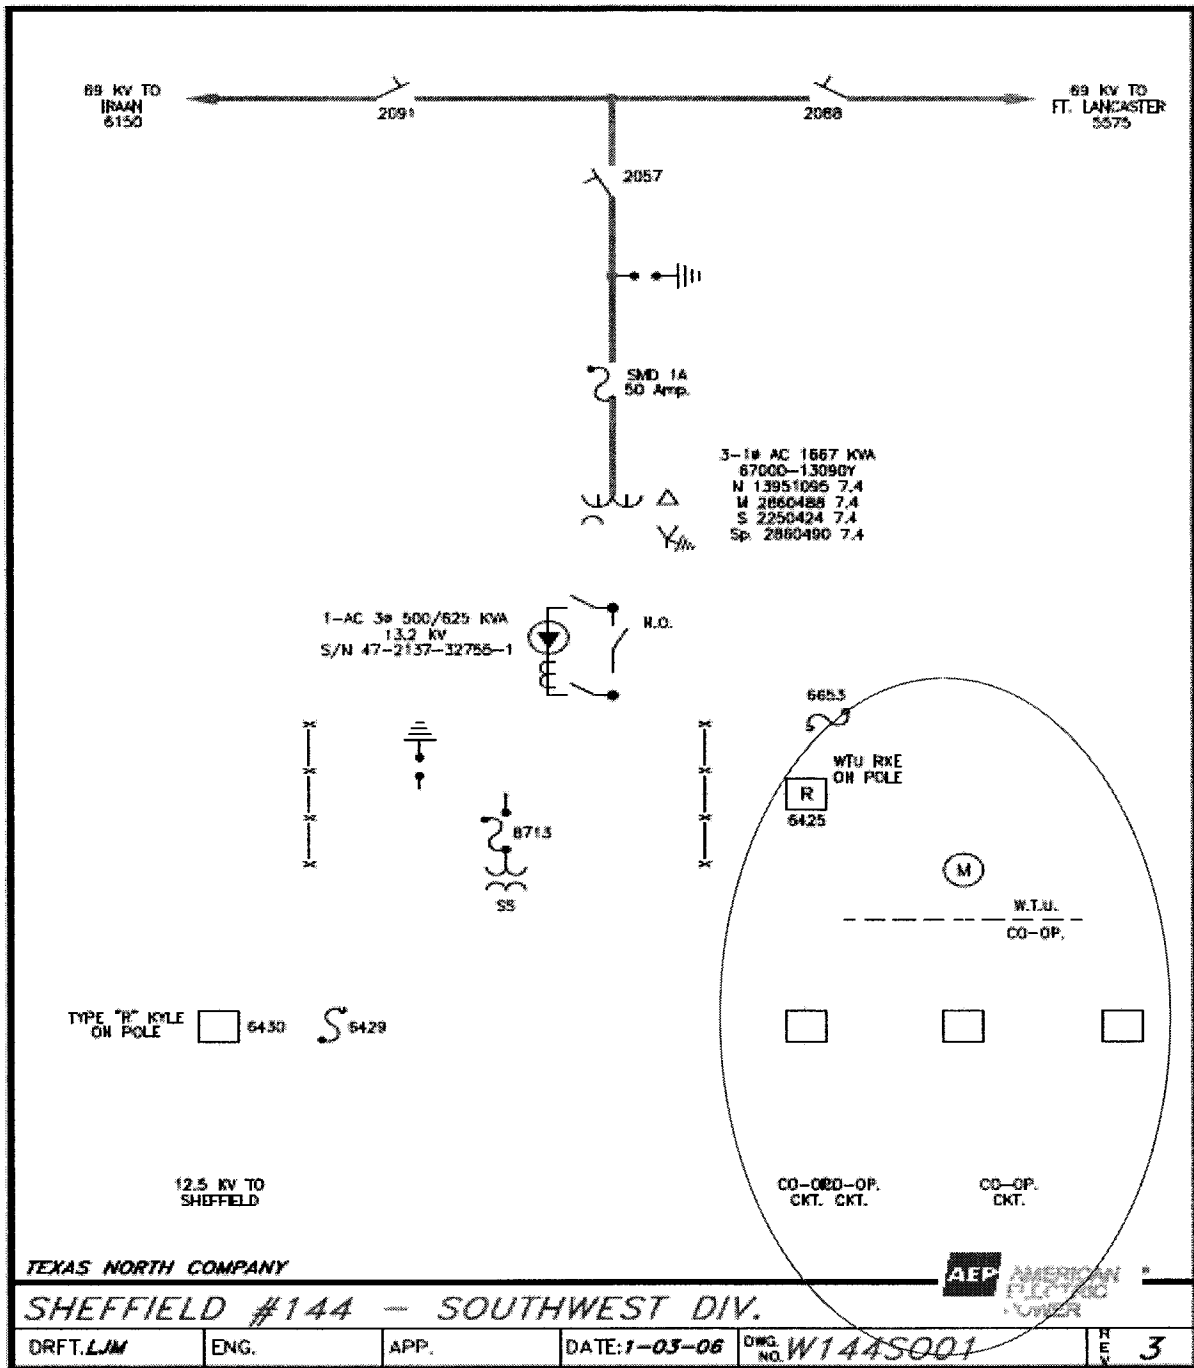 69 KV TO
IRAAN
6150
2091
2088
69 KV TO
FT. LANCASTER
5575
2057
SMD 1A
50 Amp.
3-1ø AC 1667 KVA
67000-13090Y
N 13951095 7.4
M 2860488 7.4
S 2250424 7.4
Sp. 2860490 7.4
1-AC 3ø 500/625 KVA
13.2 KV
S/N 47-2137-32755-1
N.O.
6653
WTU RXE
ON POLE
R
6425
8713
SS
M
W.T.U.
CO-OP.
TYPE "R" KYLE
ON POLE
6430
6429
12.5 KV TO
SHEFFIELD
CO-OP.
CKT. CKT.
CO-OP.
CKT.
TEXAS NORTH COMPANY
AEP AMERICAN
ELECTRIC
POWER
SHEFFIELD #144 - SOUTHWEST DIV.
DRFT. LJM
ENG.
APP.
DATE: 1-03-06
DWG. NO. W144S001
REV 3